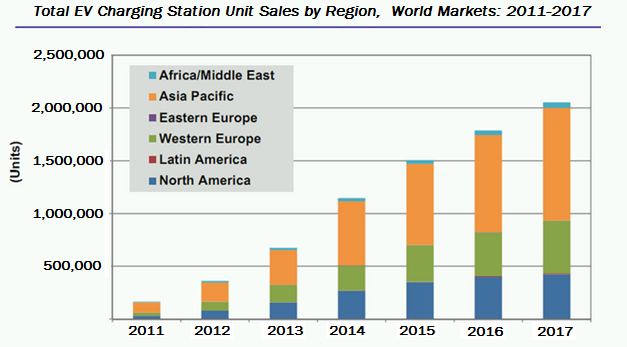 Total EV Charging Station Unit Sales by Region, World Markets: 2011-2017
2,500,000
2,000,000
1,500,000
1,000,000
500,000
(Units)
Africa/Middle East
Asia Pacific
Eastern Europe
Western Europe
Latin America
North America
2011 2012 2013 2014 2015 2016 2017